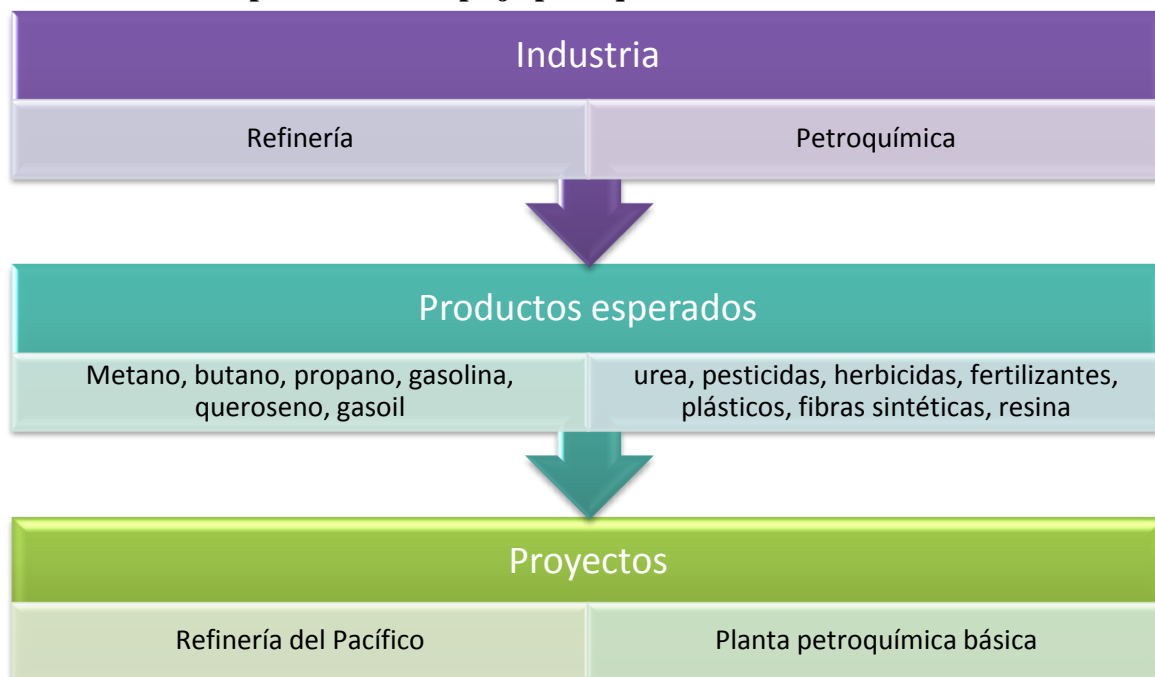 Industria
Refinería
Petroquímica
Productos esperados
Metano, butano, propano, gasolina,
queroseno, gasoil
urea, pesticidas, herbicidas, fertilizantes,
plásticos, fibras sintéticas, resina
Proyectos
Refinería del Pacífico
Planta petroquímica básica